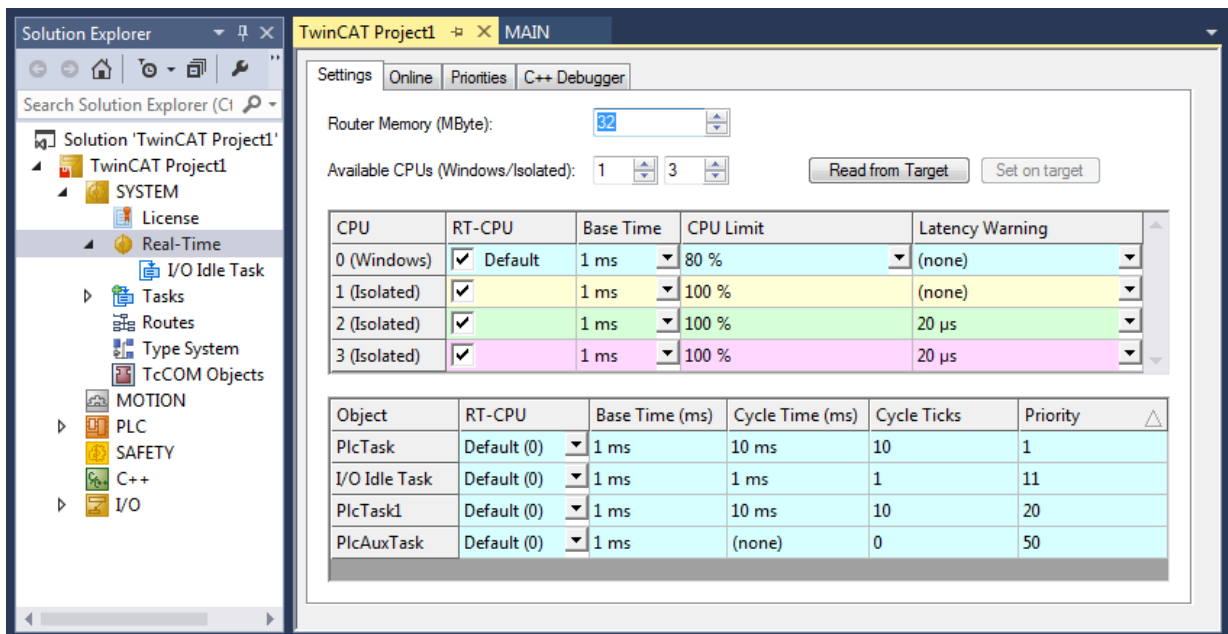 Solution Explorer
Search Solution Explorer (Ct
Solution 'TwinCAT Project1'
TwinCAT Project1
SYSTEM
License
Real-Time
I/O Idle Task
Tasks
Routes
Type System
TcCOM Objects
MOTION
PLC
SAFETY
C++
I/O
TwinCAT Project1 MAIN
Settings Online Priorities C++ Debugger
Router Memory (MByte): 32
Available CPUs (Windows/Isolated): 1 3 Read from Target Set on target
CPU RT-CPU Base Time CPU Limit Latency Warning
0 (Windows) Default 1 ms 80 % (none)
1 (Isolated) 1 ms 100 % (none)
2 (Isolated) 1 ms 100 % 20 µs
3 (Isolated) 1 ms 100 % 20 µs
Object RT-CPU Base Time (ms) Cycle Time (ms) Cycle Ticks Priority
PlcTask Default (0) 1 ms 10 ms 10 1
I/O Idle Task Default (0) 1 ms 1 ms 1 11
PlcTask1 Default (0) 1 ms 10 ms 10 20
PlcAuxTask Default (0) 1 ms (none) 0 50